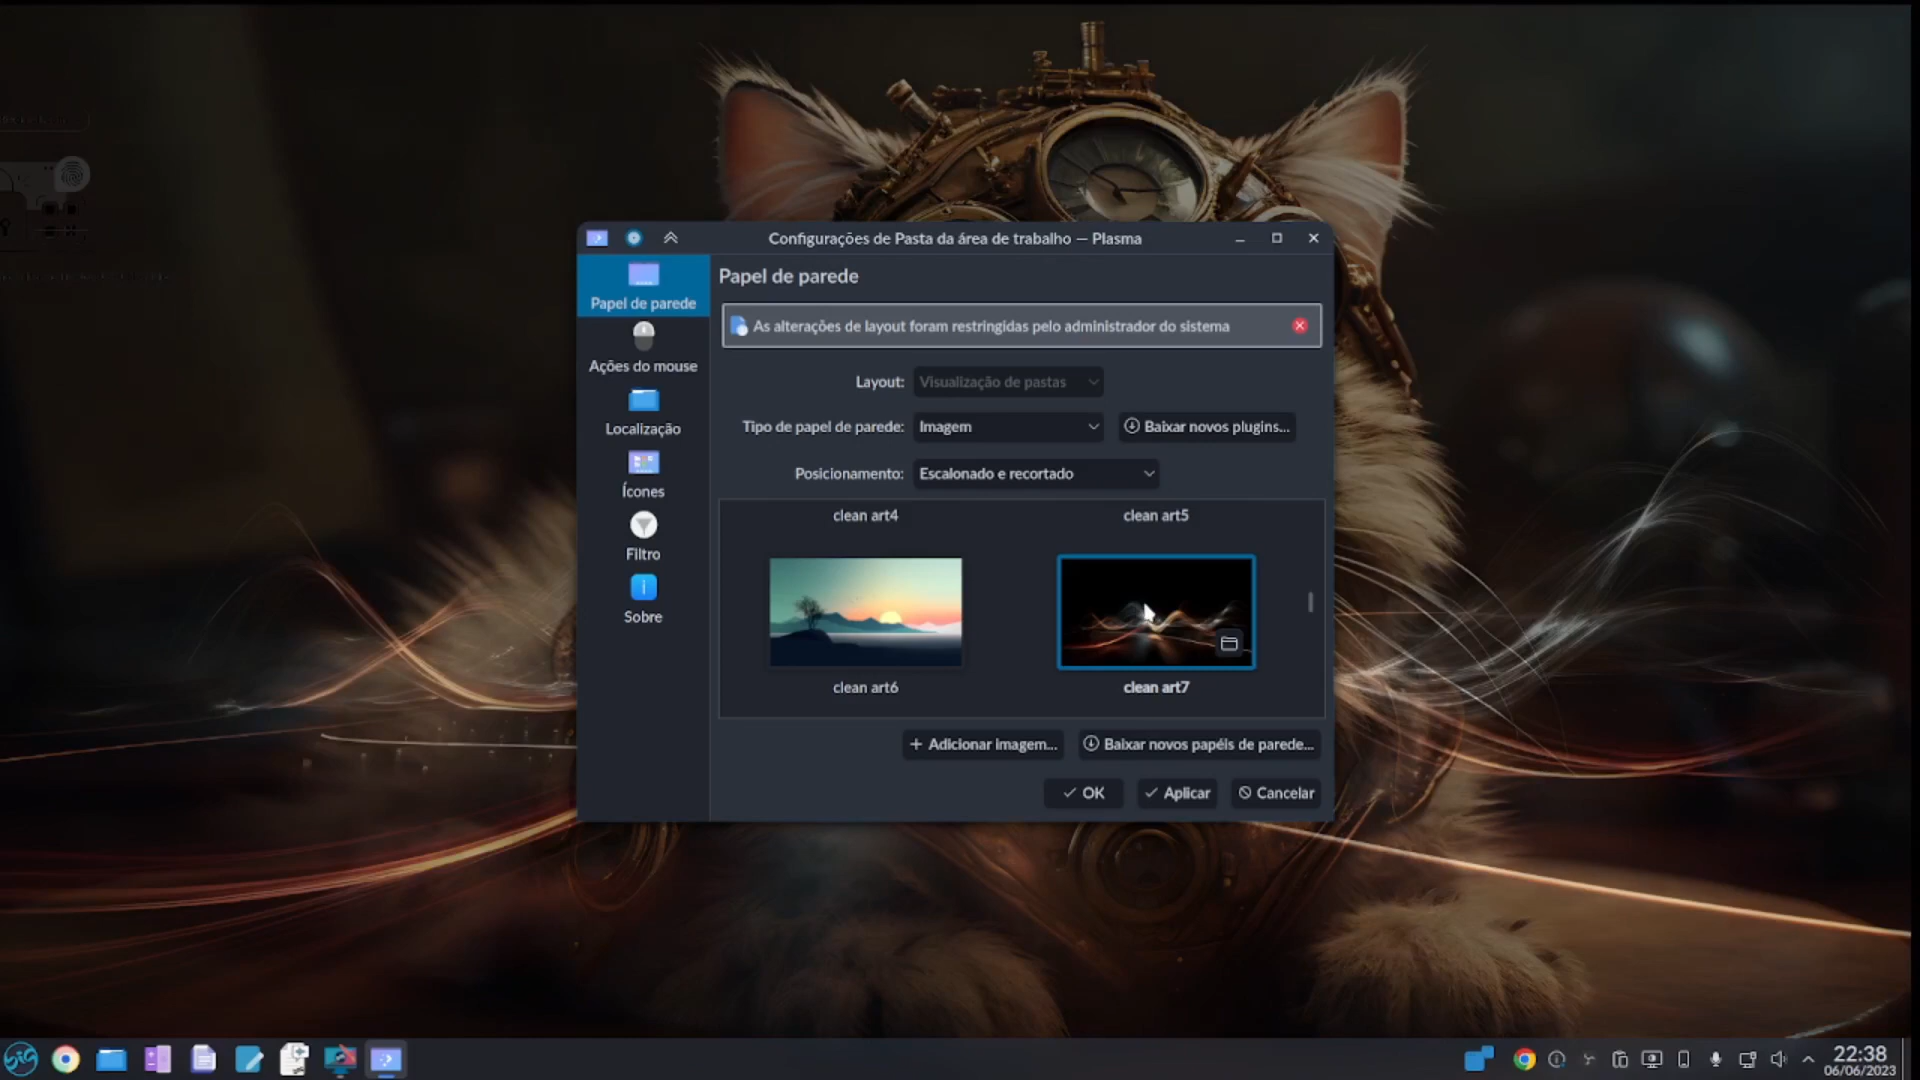 Configurações de Pasta da área de trabalho — Plasma
Papel de parede
Ações do mouse
Localização
Ícones
Filtro
Sobre
Papel de parede
As alterações de layout foram restringidas pelo administrador do sistema
Layout: Visualização de pastas
Tipo de papel de parede: Imagem Baixar novos plugins...
Posicionamento: Escalonado e recortado
clean art4 clean art5
clean art6 clean art7
Adicionar imagem... Baixar novos papéis de parede...
OK Aplicar Cancelar
22:38
06/06/2023